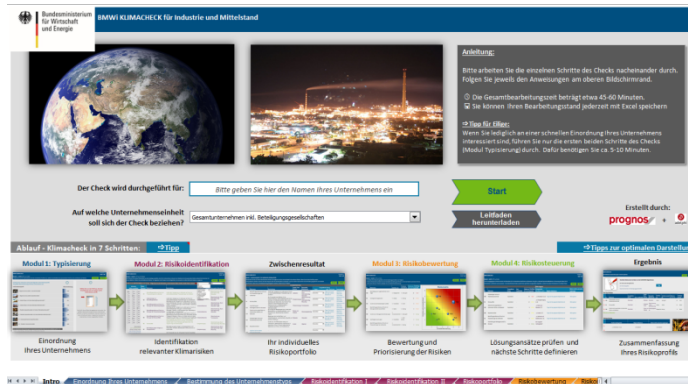 Bundesministerium
für Wirtschaft
und Energie
BMWi KLIMACHECK für Industrie und Mittelstand
Anleitung:
Bitte arbeiten Sie die einzelnen Schritte des Checks nacheinander durch.
Folgen Sie jeweils den Anweisungen am oberen Bildschirmrand.
Die Gesamtbearbeitungszeit beträgt etwa 45-60 Minuten.
Sie können Ihren Bearbeitungsstand jederzeit mit Excel speichern
⇨Tipp für Eilige:
Wenn Sie lediglich an einer schnellen Einordnung Ihres Unternehmens
interessiert sind, führen Sie nur die ersten beiden Schritte des Checks
(Modul Typisierung) durch. Dafür benötigen Sie ca. 5-10 Minuten.
Der Check wird durchgeführt für:
Bitte geben Sie hier den Namen Ihres Unternehmens ein
Start
Auf welche Unternehmenseinheit
soll sich der Check beziehen?
Gesamtunternehmen inkl. Beteiligungsgesellschaften
Leitfaden
herunterladen
Erstellt durch:
prognos +
Ablauf - Klimacheck in 7 Schritten:
⇨Tipp
⇨Tipps zur optimalen Darstellun
Modul 1: Typisierung
Modul 2: Risikoidentifikation
Zwischenresultat
Modul 3: Risikobewertung
Modul 4: Risikosteuerung
Ergebnis
Einordnung
Ihres Unternehmens
Identifikation
relevanter Klimarisiken
Ihr individuelles
Risikoportfolio
Bewertung und
Priorisierung der Risiken
Lösungsansätze prüfen und
nächste Schritte definieren
Zusammenfassung
Ihres Risikoprofils
Intro
Einordnung Ihres Unternehmens
Bestimmung des Unternehmenstyps
Risikoidentifikation I
Risikoidentifikation II
Risikoportfolio
Risikobewertung
Risikos